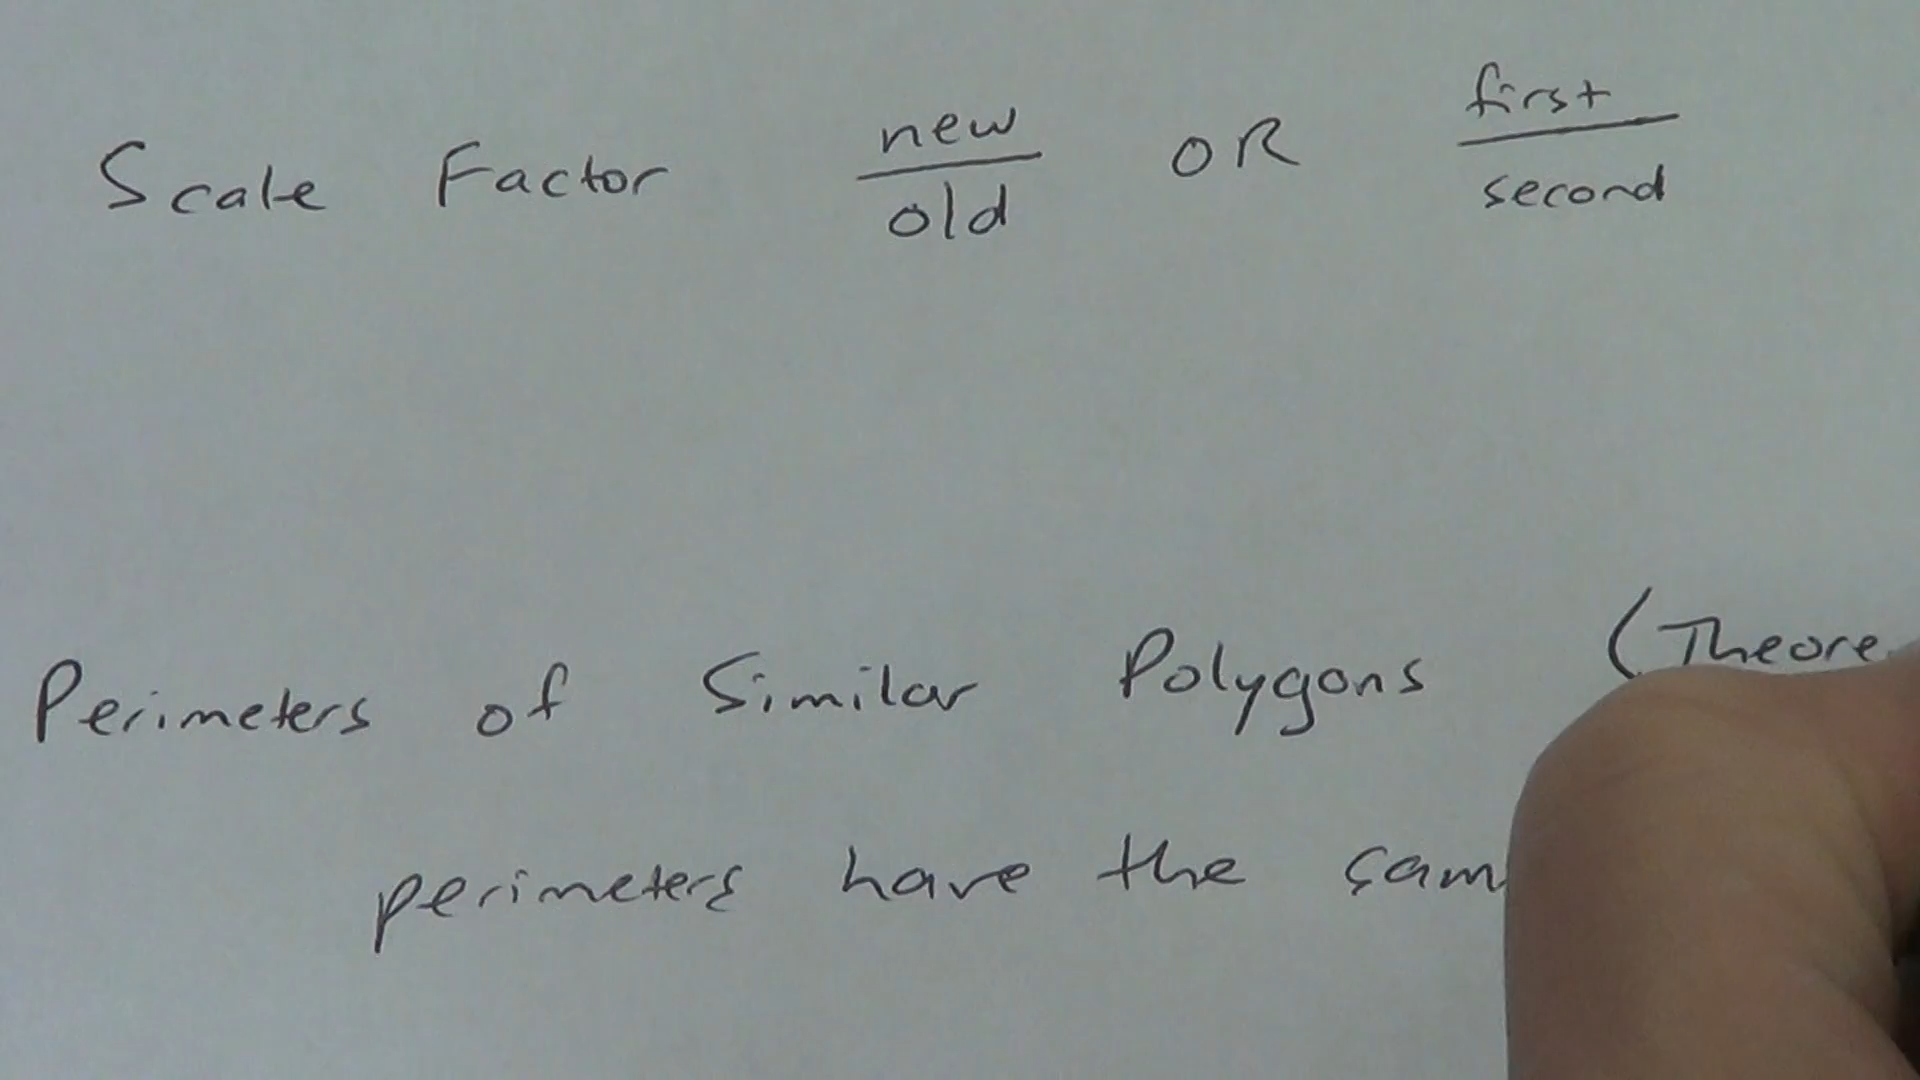 Scale Factor new/old OR first/second
Perimeters of Similar Polygons (Theore
perimeters have the sam